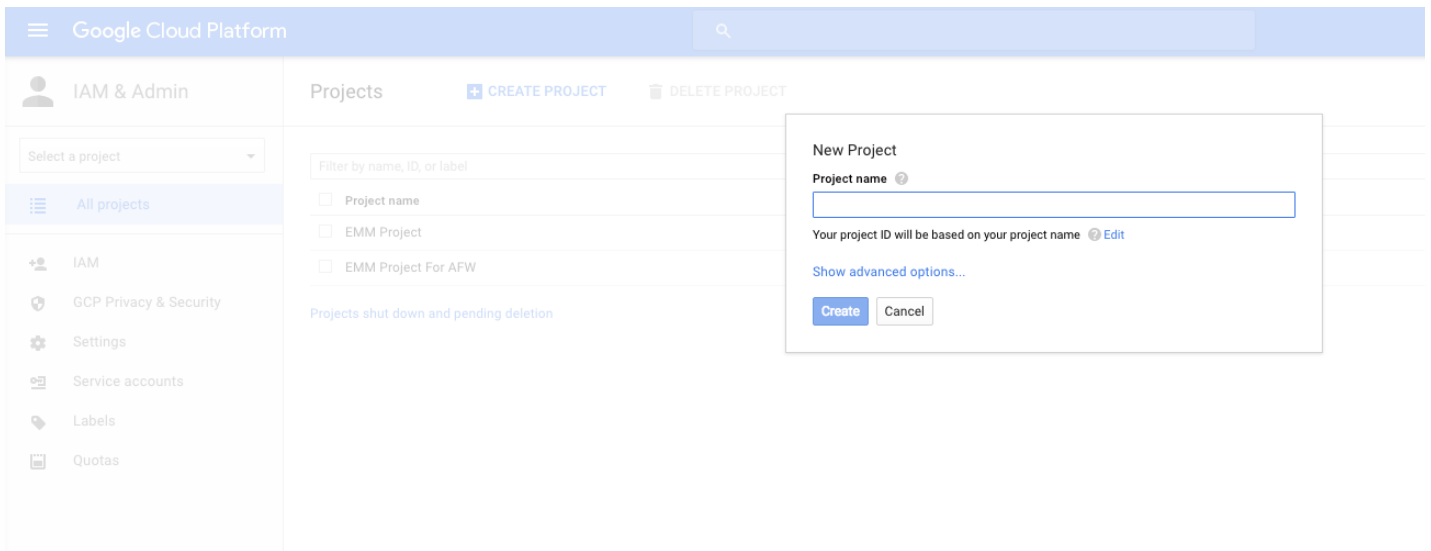 Google Cloud Platform
IAM & Admin
Projects
CREATE PROJECT
DELETE PROJECT
Select a project
All projects
IAM
GCP Privacy & Security
Settings
Service accounts
Labels
Quotas
Filter by name, ID, or label
Project name
EMM Project
EMM Project For AFW
Projects shut down and pending deletion
New Project
Project name ?
Your project ID will be based on your project name ? Edit
Show advanced options...
Create Cancel